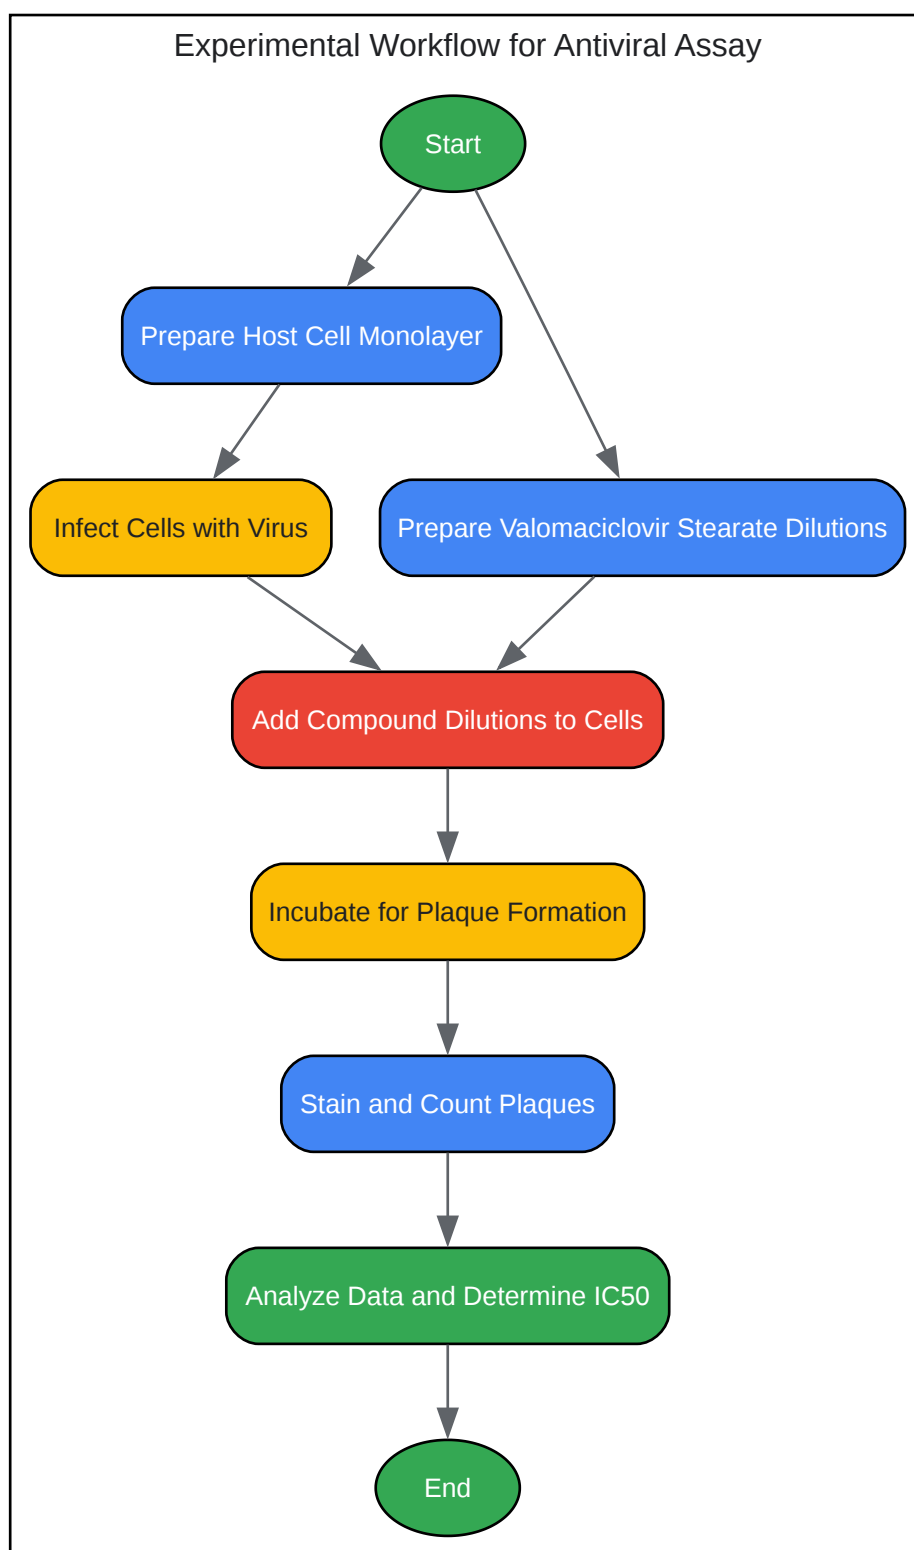 Experimental Workflow for Antiviral Assay
Start
Prepare Host Cell Monolayer
Infect Cells with Virus
Prepare Valomaciclovir Stearate Dilutions
Add Compound Dilutions to Cells
Incubate for Plaque Formation
Stain and Count Plaques
Analyze Data and Determine IC50
End